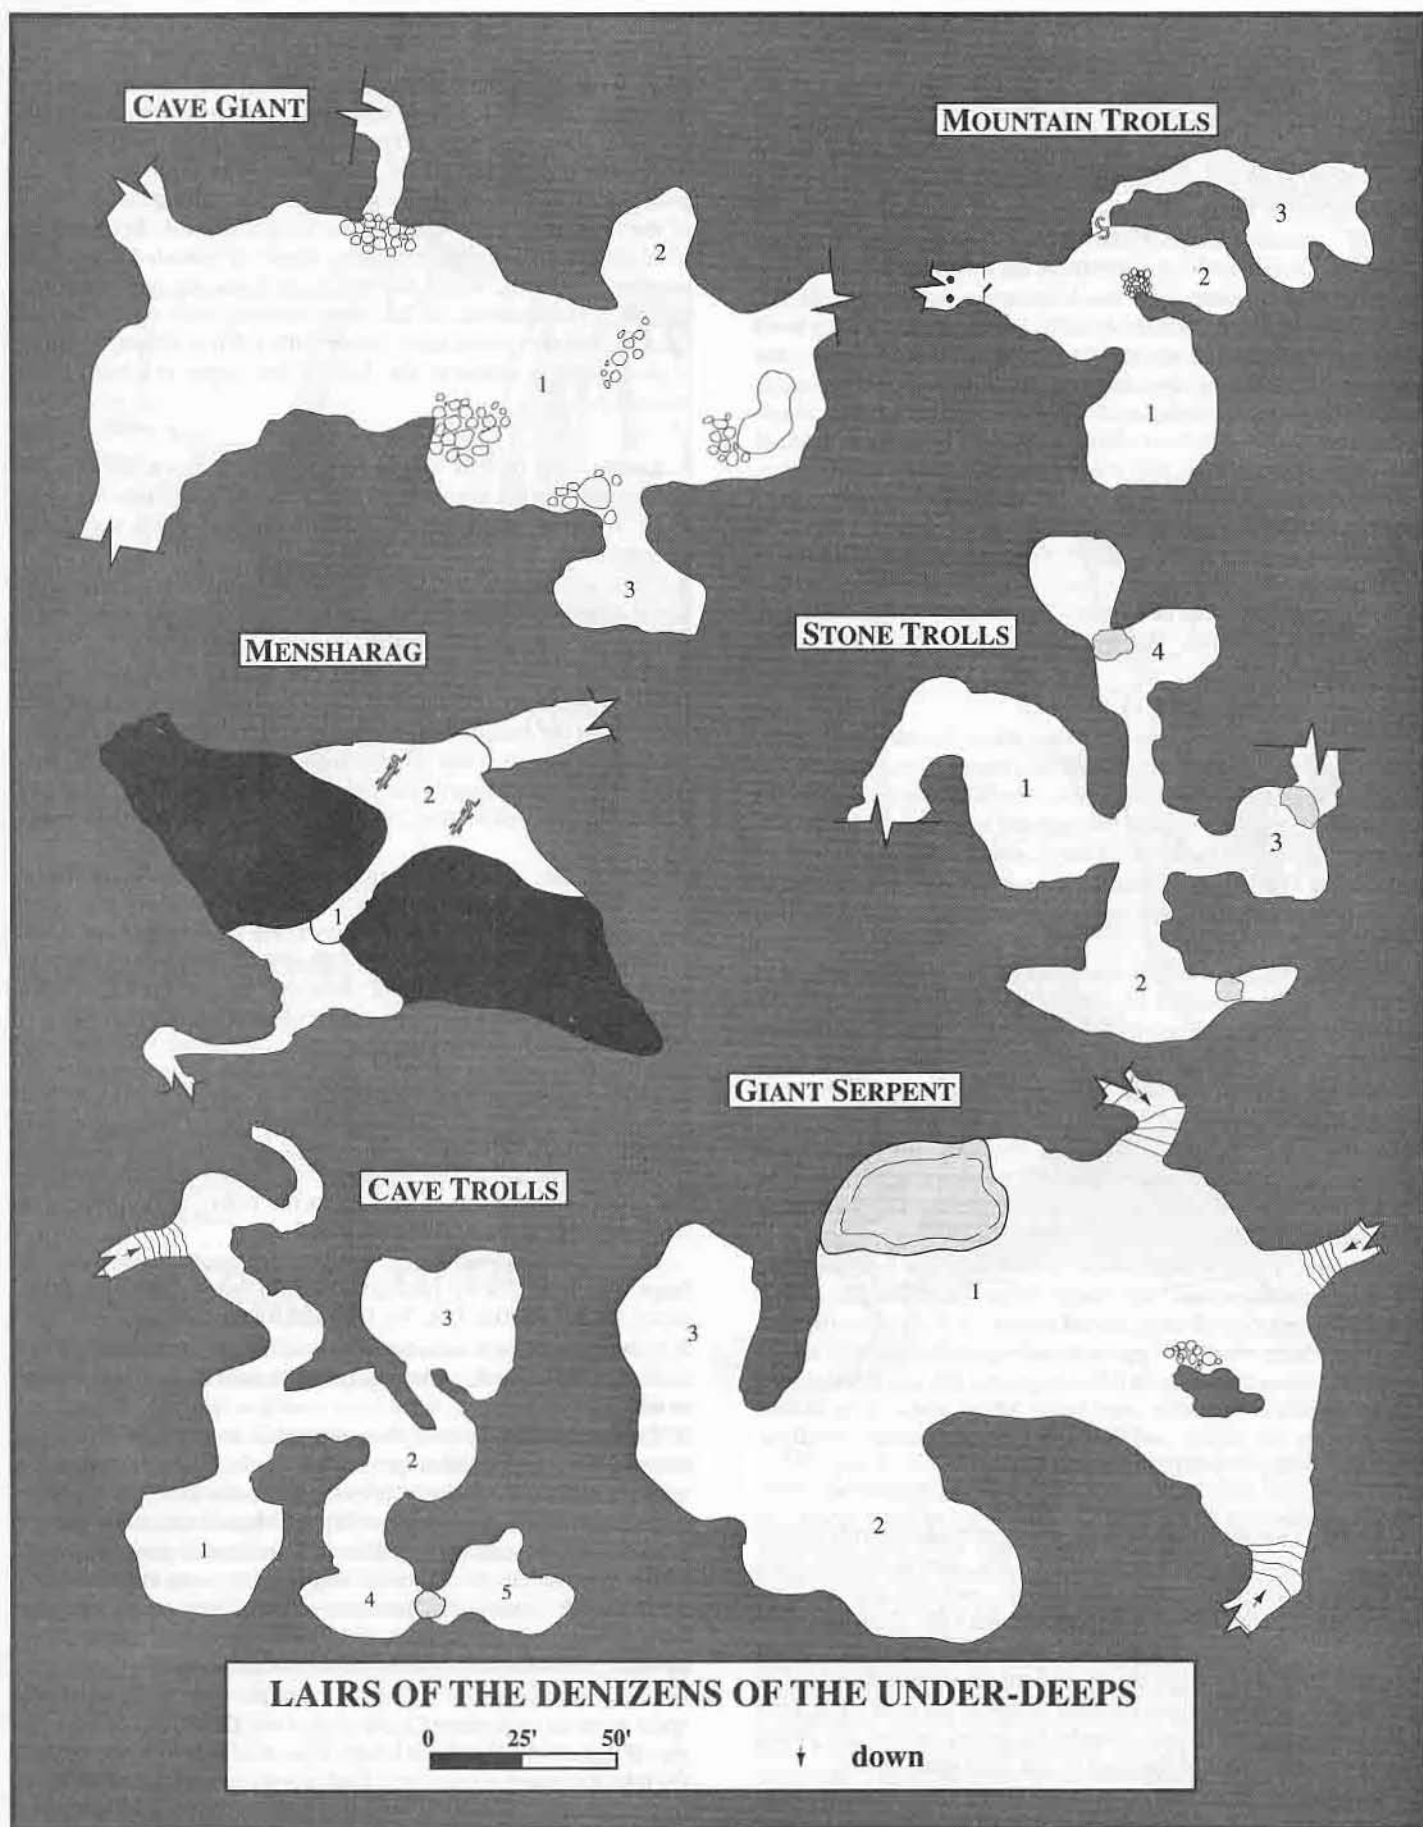 CAVE GIANT
2
1
3
MOUNTAIN TROLLS
3
2
1
S
MENSHARAG
2
1
STONE TROLLS
4
1
3
2
CAVE TROLLS
3
2
1
4
5
GIANT SERPENT
1
3
2
LAIRS OF THE DENIZENS OF THE UNDER-DEEPS
0 25' 50'
down